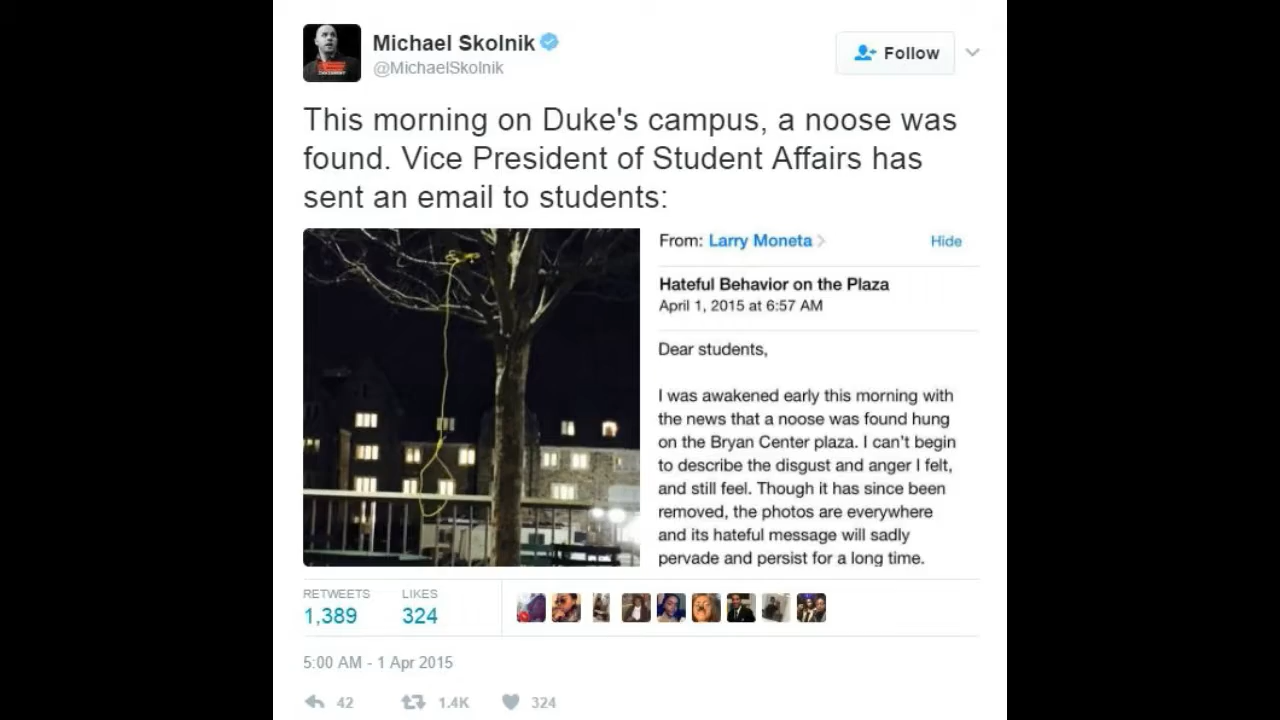 Michael Skolnik
@MichaelSkolnik
Follow
This morning on Duke's campus, a noose was
found. Vice President of Student Affairs has
sent an email to students:
From: Larry Moneta
Hide
Hateful Behavior on the Plaza
April 1, 2015 at 6:57 AM
Dear students,
I was awakened early this morning with
the news that a noose was found hung
on the Bryan Center plaza. I can't begin
to describe the disgust and anger I felt,
and still feel. Though it has since been
removed, the photos are everywhere
and its hateful message will sadly
pervade and persist for a long time.
RETWEETS LIKES
1,389 324
5:00 AM - 1 Apr 2015
42 1.4K 324